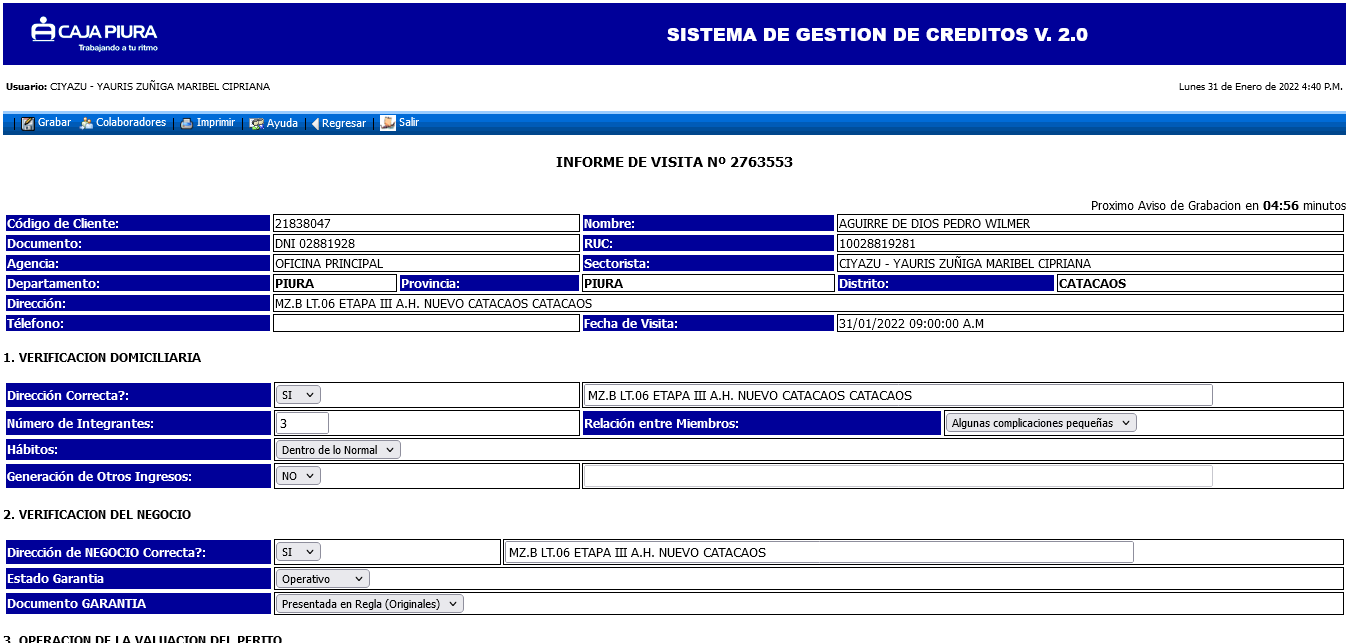 CAJA PIURA
Trabajando a tu ritmo
SISTEMA DE GESTION DE CREDITOS V. 2.0
Usuario: CIYAZU - YAURIS ZUÑIGA MARIBEL CIPRIANA
Lunes 31 de Enero de 2022 4:40 P.M.
Grabar Colaboradores Imprimir Ayuda Regresar Salir
INFORME DE VISITA Nº 2763553
Proximo Aviso de Grabacion en 04:56 minutos
Código de Cliente: 21838047 Nombre: AGUIRRE DE DIOS PEDRO WILMER
Documento: DNI 02881928 RUC: 10028819281
Agencia: OFICINA PRINCIPAL Sectorista: CIYAZU - YAURIS ZUÑIGA MARIBEL CIPRIANA
Departamento: PIURA Provincia: PIURA Distrito: CATACAOS
Dirección: MZ.B LT.06 ETAPA III A.H. NUEVO CATACAOS CATACAOS
Télefono: Fecha de Visita: 31/01/2022 09:00:00 A.M
1. VERIFICACION DOMICILIARIA
Dirección Correcta?: SI MZ.B LT.06 ETAPA III A.H. NUEVO CATACAOS CATACAOS
Número de Integrantes: 3 Relación entre Miembros: Algunas complicaciones pequeñas
Hábitos: Dentro de lo Normal
Generación de Otros Ingresos: NO
2. VERIFICACION DEL NEGOCIO
Dirección de NEGOCIO Correcta?: SI MZ.B LT.06 ETAPA III A.H. NUEVO CATACAOS
Estado Garantia Operativo
Documento GARANTIA Presentada en Regla (Originales)
3. OPERACION DE LA VALUACION DEL PERITO